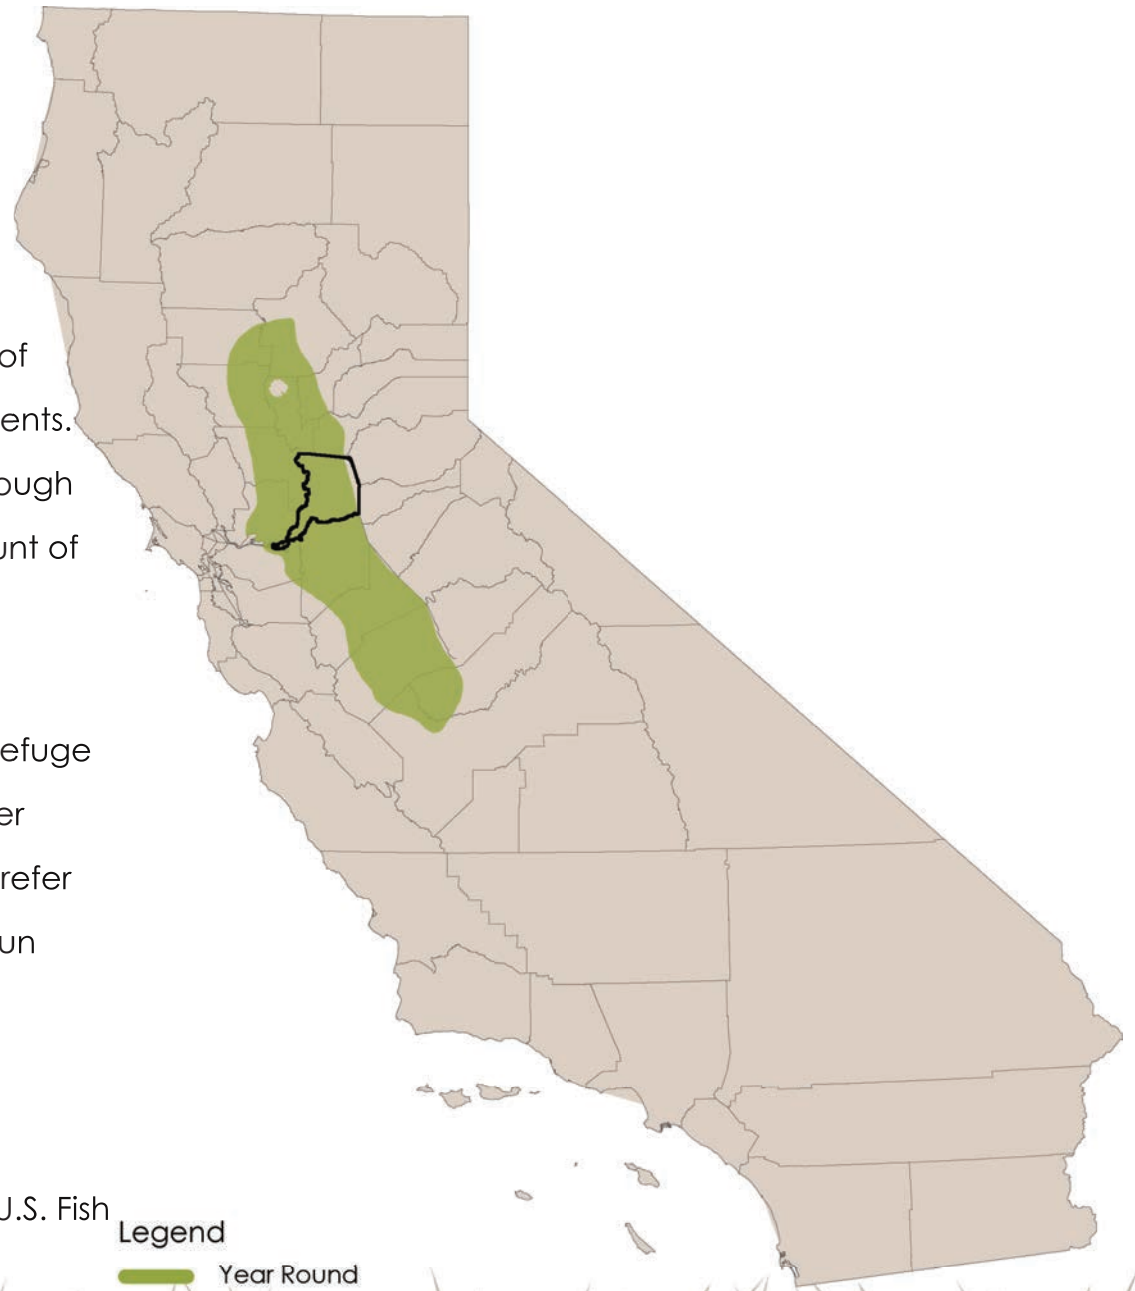 of
ents.
ough
unt of
efuge
er
refer
un
U.S. Fish
Legend
Year Round